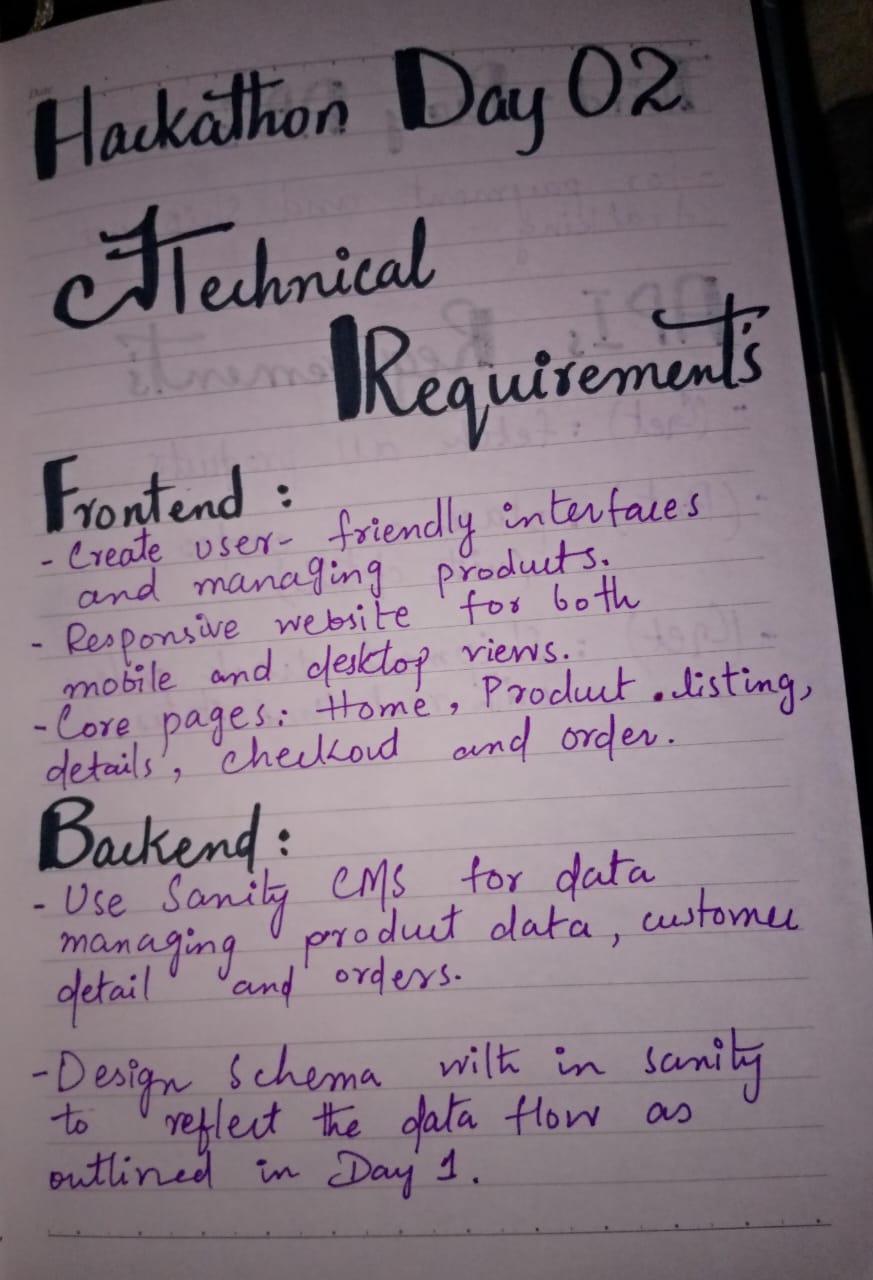 Hackathon Day 02
Technical
Requirement's
Frontend :
- Create user- friendly interfaces
and managing products.
- Responsive website for both
mobile and desktop views.
- Core pages: Home, Product . listing,
details, checkout and order.
Backend :
- Use Sanity CMS for data
managing product data, customer
detail and orders.
- Design Schema with in sanity
to reflect the data flow as
outlined in Day 1.